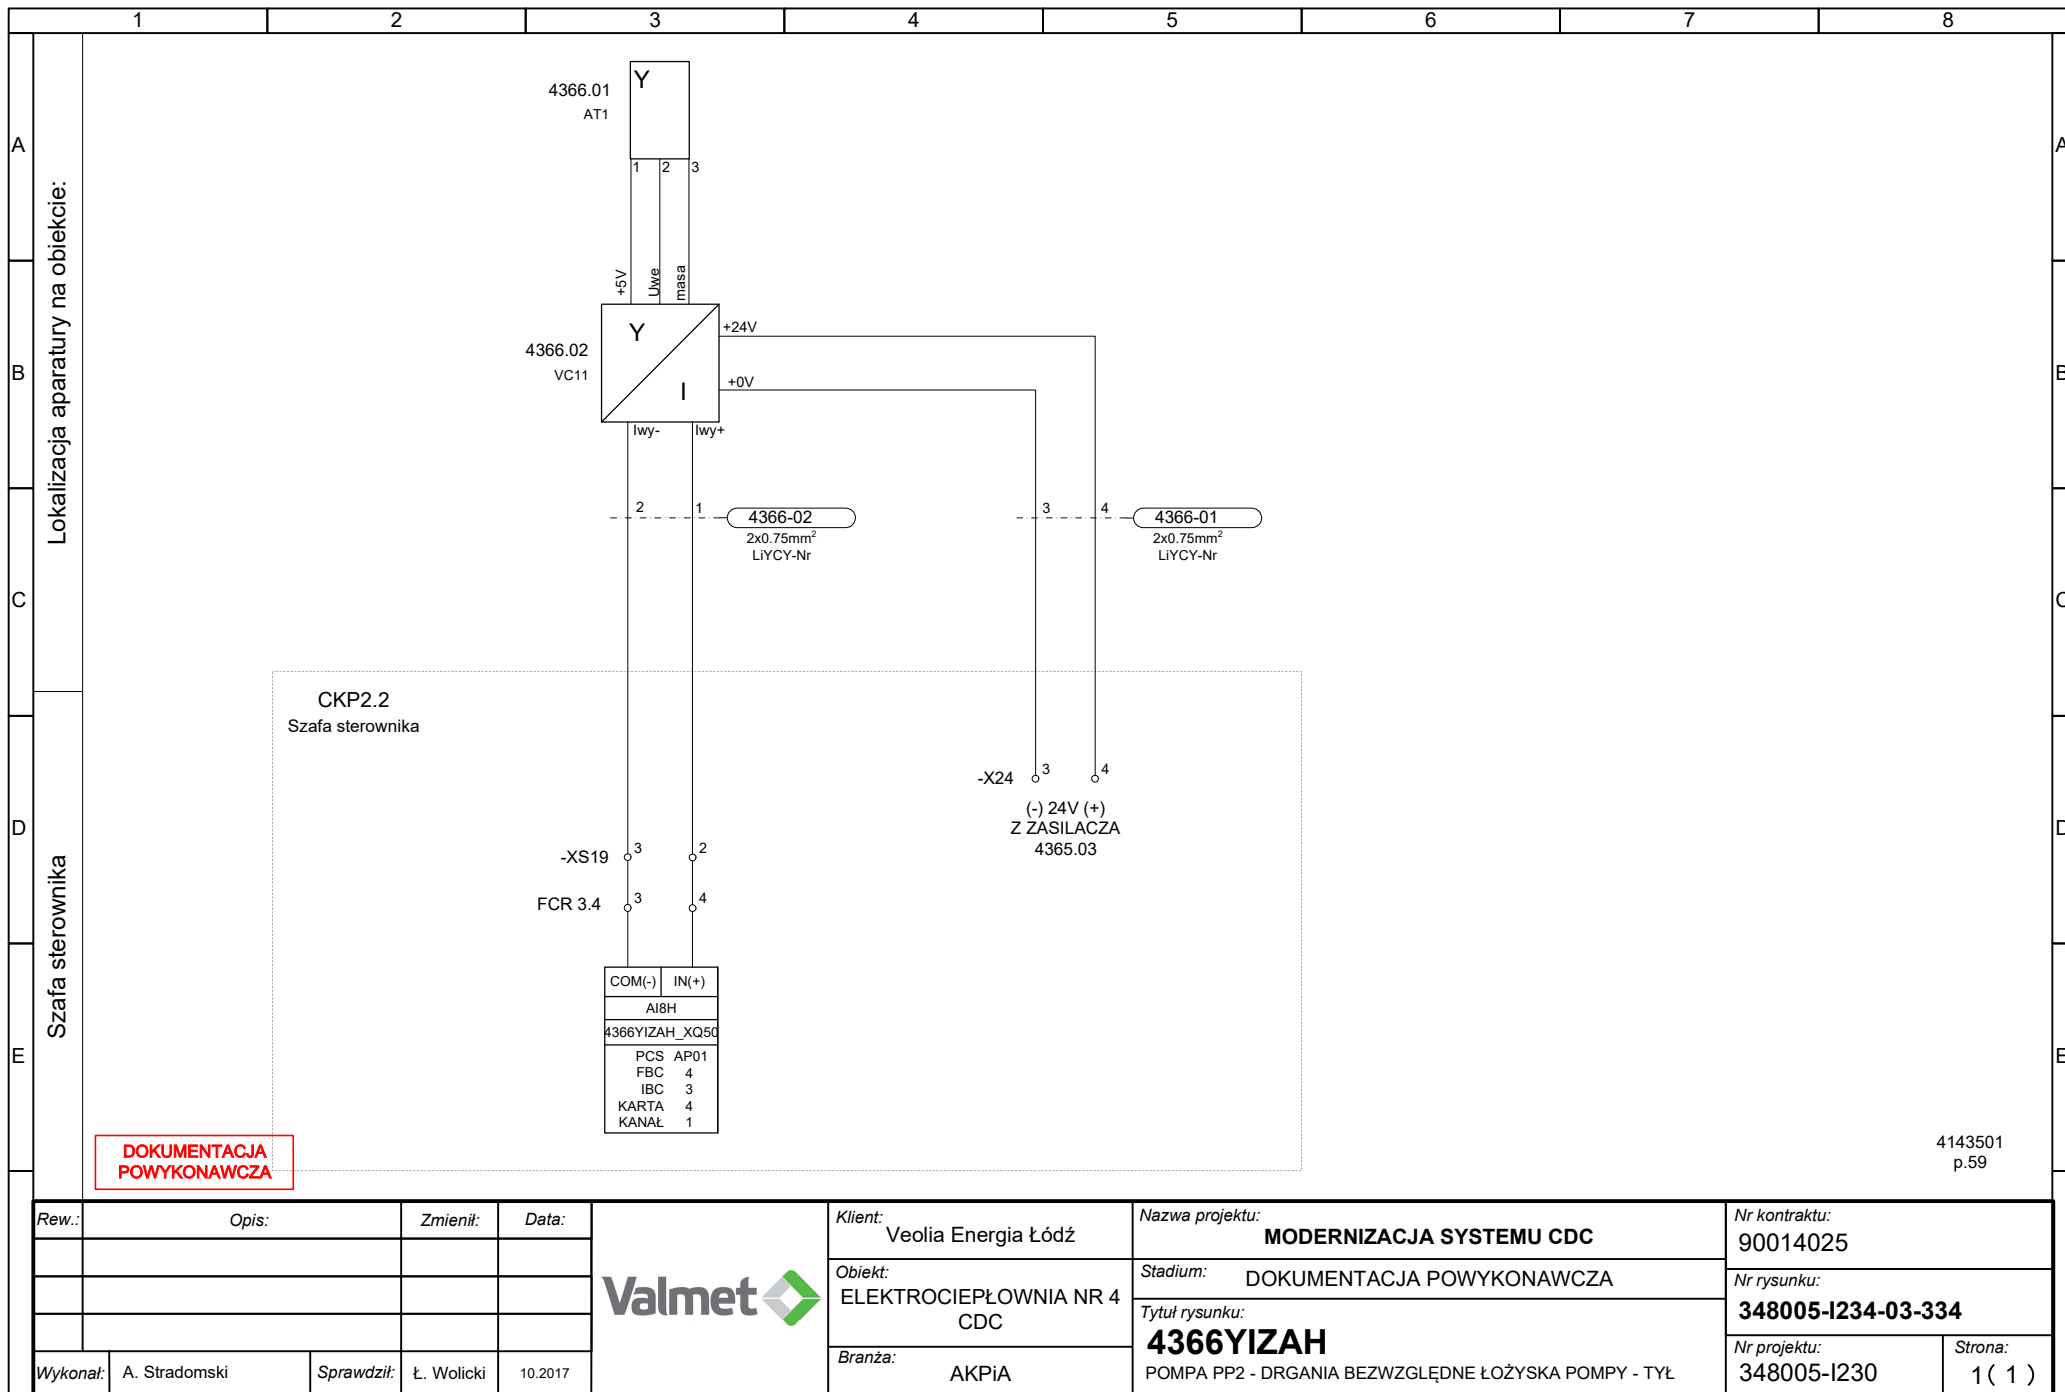 1 2 3 4 5 6 7 8
A A
B B
C C
D D
E E
Lokalizacja aparatury na obiekcie:
Szafa sterownika
4366.01
AT1
Y
1 2 3
+5V Uwe masa
4366.02
VC11
Y
I
+24V
+0V
Iwy- Iwy+
2 1
4366-02
2x0.75mm²
LiYCY-Nr
3 4
4366-01
2x0.75mm²
LiYCY-Nr
CKP2.2
Szafa sterownika
-X24 3 4
(-) 24V (+)
Z ZASILACZA
4365.03
-XS19 3 2
FCR 3.4 3 4
COM(-) IN(+)
AI8H
4366YIZAH_XQ50
PCS AP01
FBC 4
IBC 3
KARTA 4
KANAŁ 1
DOKUMENTACJA
POWYKONAWCZA
4143501
p.59
Rew.: Opis: Zmienił: Data:
Wykonał: A. Stradomski Sprawdził: Ł. Wolicki 10.2017
Valmet
Klient:
Veolia Energia Łódź
Obiekt:
ELEKTROCIEPŁOWNIA NR 4
CDC
Branża:
AKPiA
Nazwa projektu:
MODERNIZACJA SYSTEMU CDC
Stadium: DOKUMENTACJA POWYKONAWCZA
Tytuł rysunku:
4366YIZAH
POMPA PP2 - DRGANIA BEZWZGLĘDNE ŁOŻYSKA POMPY - TYŁ
Nr kontraktu:
90014025
Nr rysunku:
348005-I234-03-334
Nr projektu:
348005-I230
Strona:
1( 1 )